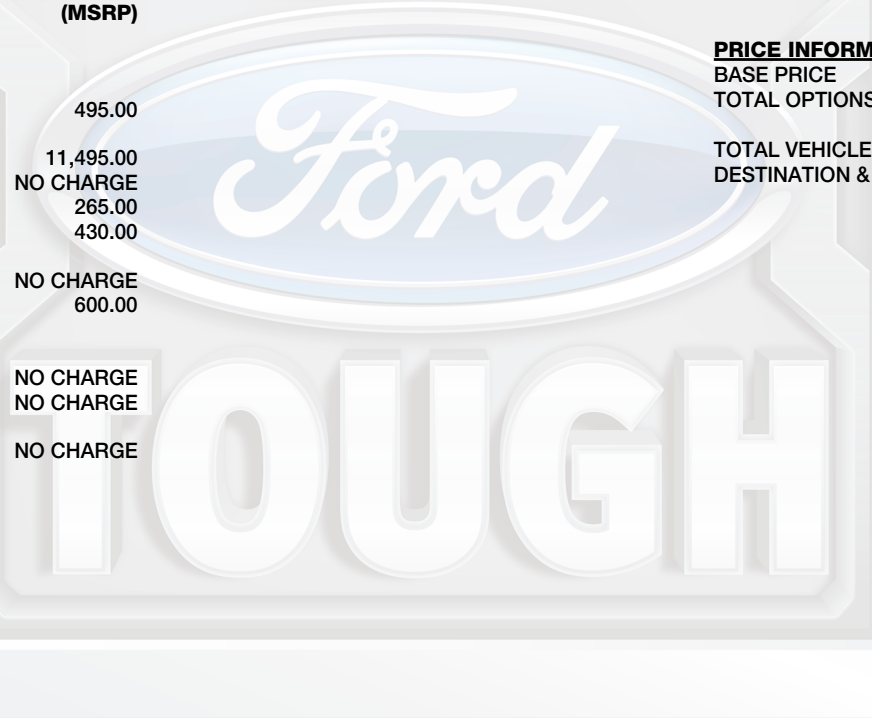 (MSRP)
495.00
11,495.00
NO CHARGE
265.00
430.00
NO CHARGE
600.00
NO CHARGE
NO CHARGE
NO CHARGE
PRICE INFORM
BASE PRICE
TOTAL OPTIONS
TOTAL VEHICLE
DESTINATION &
Ford
TOUGH